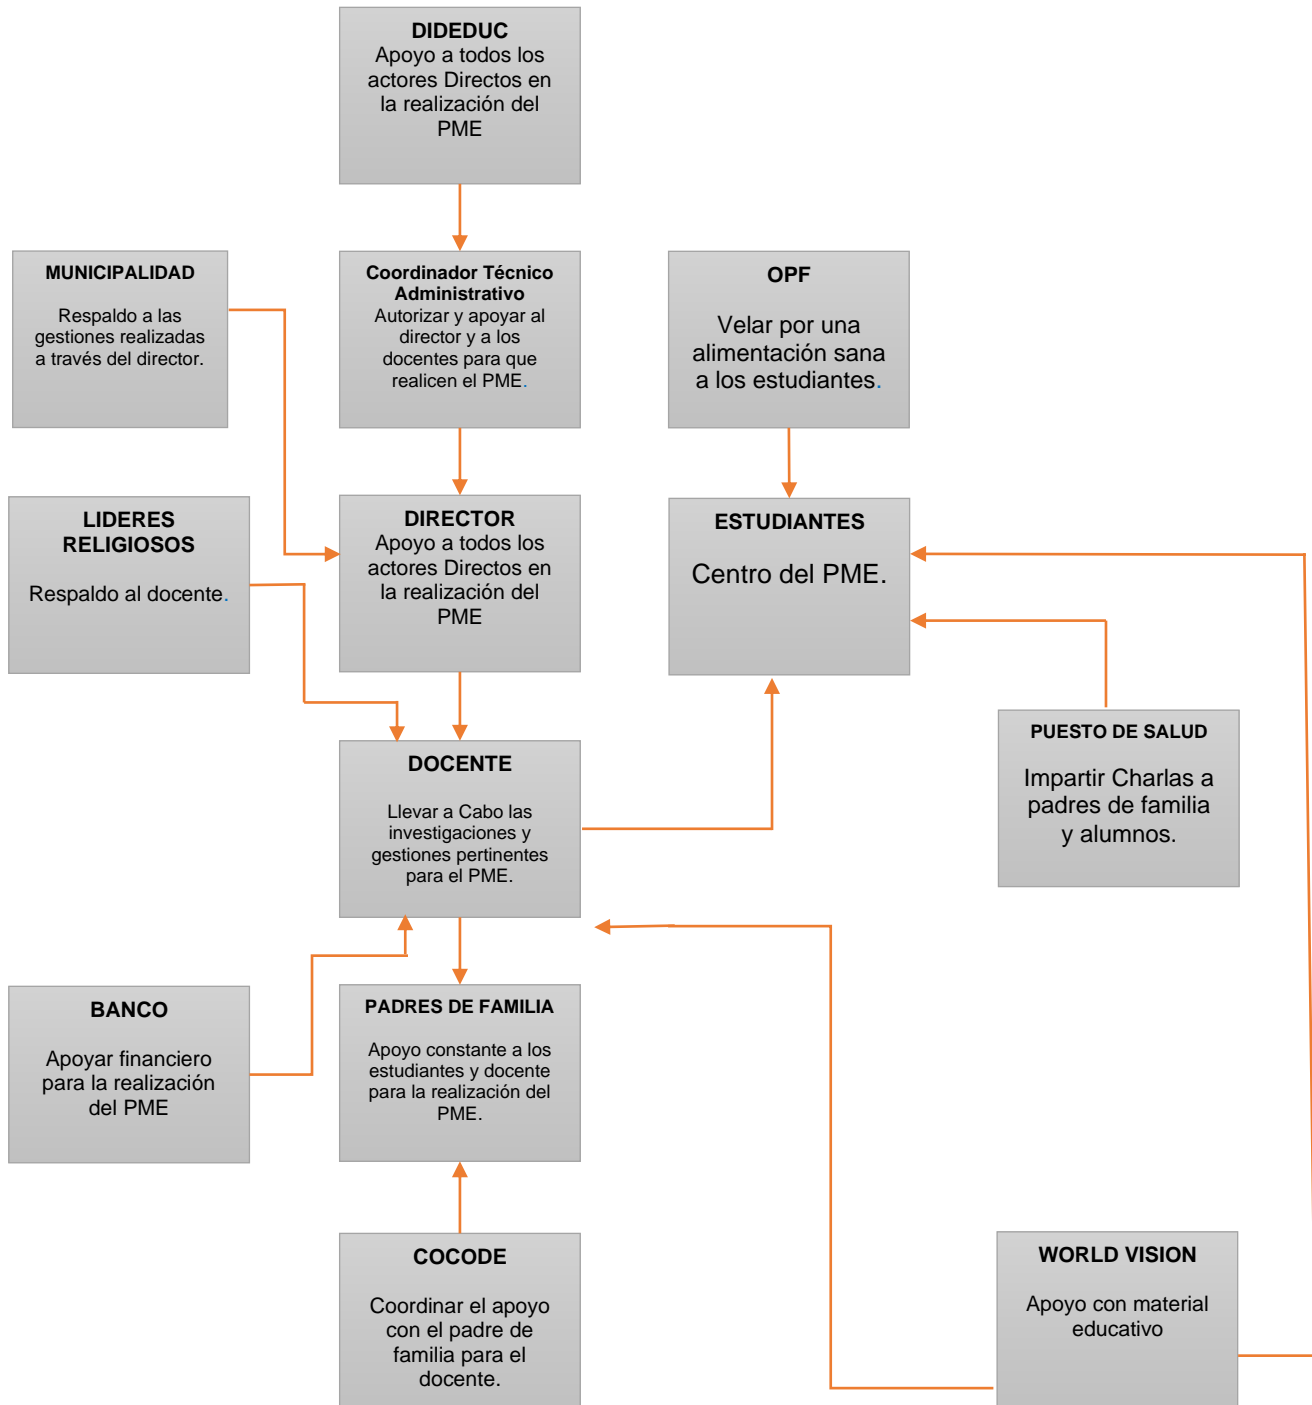 DIDEDUC
Apoyo a todos los
actores Directos en
la realización del
PME
MUNICIPALIDAD
Respaldo a las
gestiones realizadas
a través del director.
Coordinador Técnico
Administrativo
Autorizar y apoyar al
director y a los
docentes para que
realicen el PME.
OPF
Velar por una
alimentación sana
a los estudiantes.
LIDERES
RELIGIOSOS
Respaldo al docente.
DIRECTOR
Apoyo a todos los
actores Directos en
la realización del
PME
ESTUDIANTES
Centro del PME.
PUESTO DE SALUD
Impartir Charlas a
padres de familia
y alumnos.
DOCENTE
Llevar a Cabo las
investigaciones y
gestiones pertinentes
para el PME.
BANCO
Apoyar financiero
para la realización
del PME
PADRES DE FAMILIA
Apoyo constante a los
estudiantes y docente
para la realización del
PME.
COCODE
Coordinar el apoyo
con el padre de
familia para el
docente.
WORLD VISION
Apoyo con material
educativo